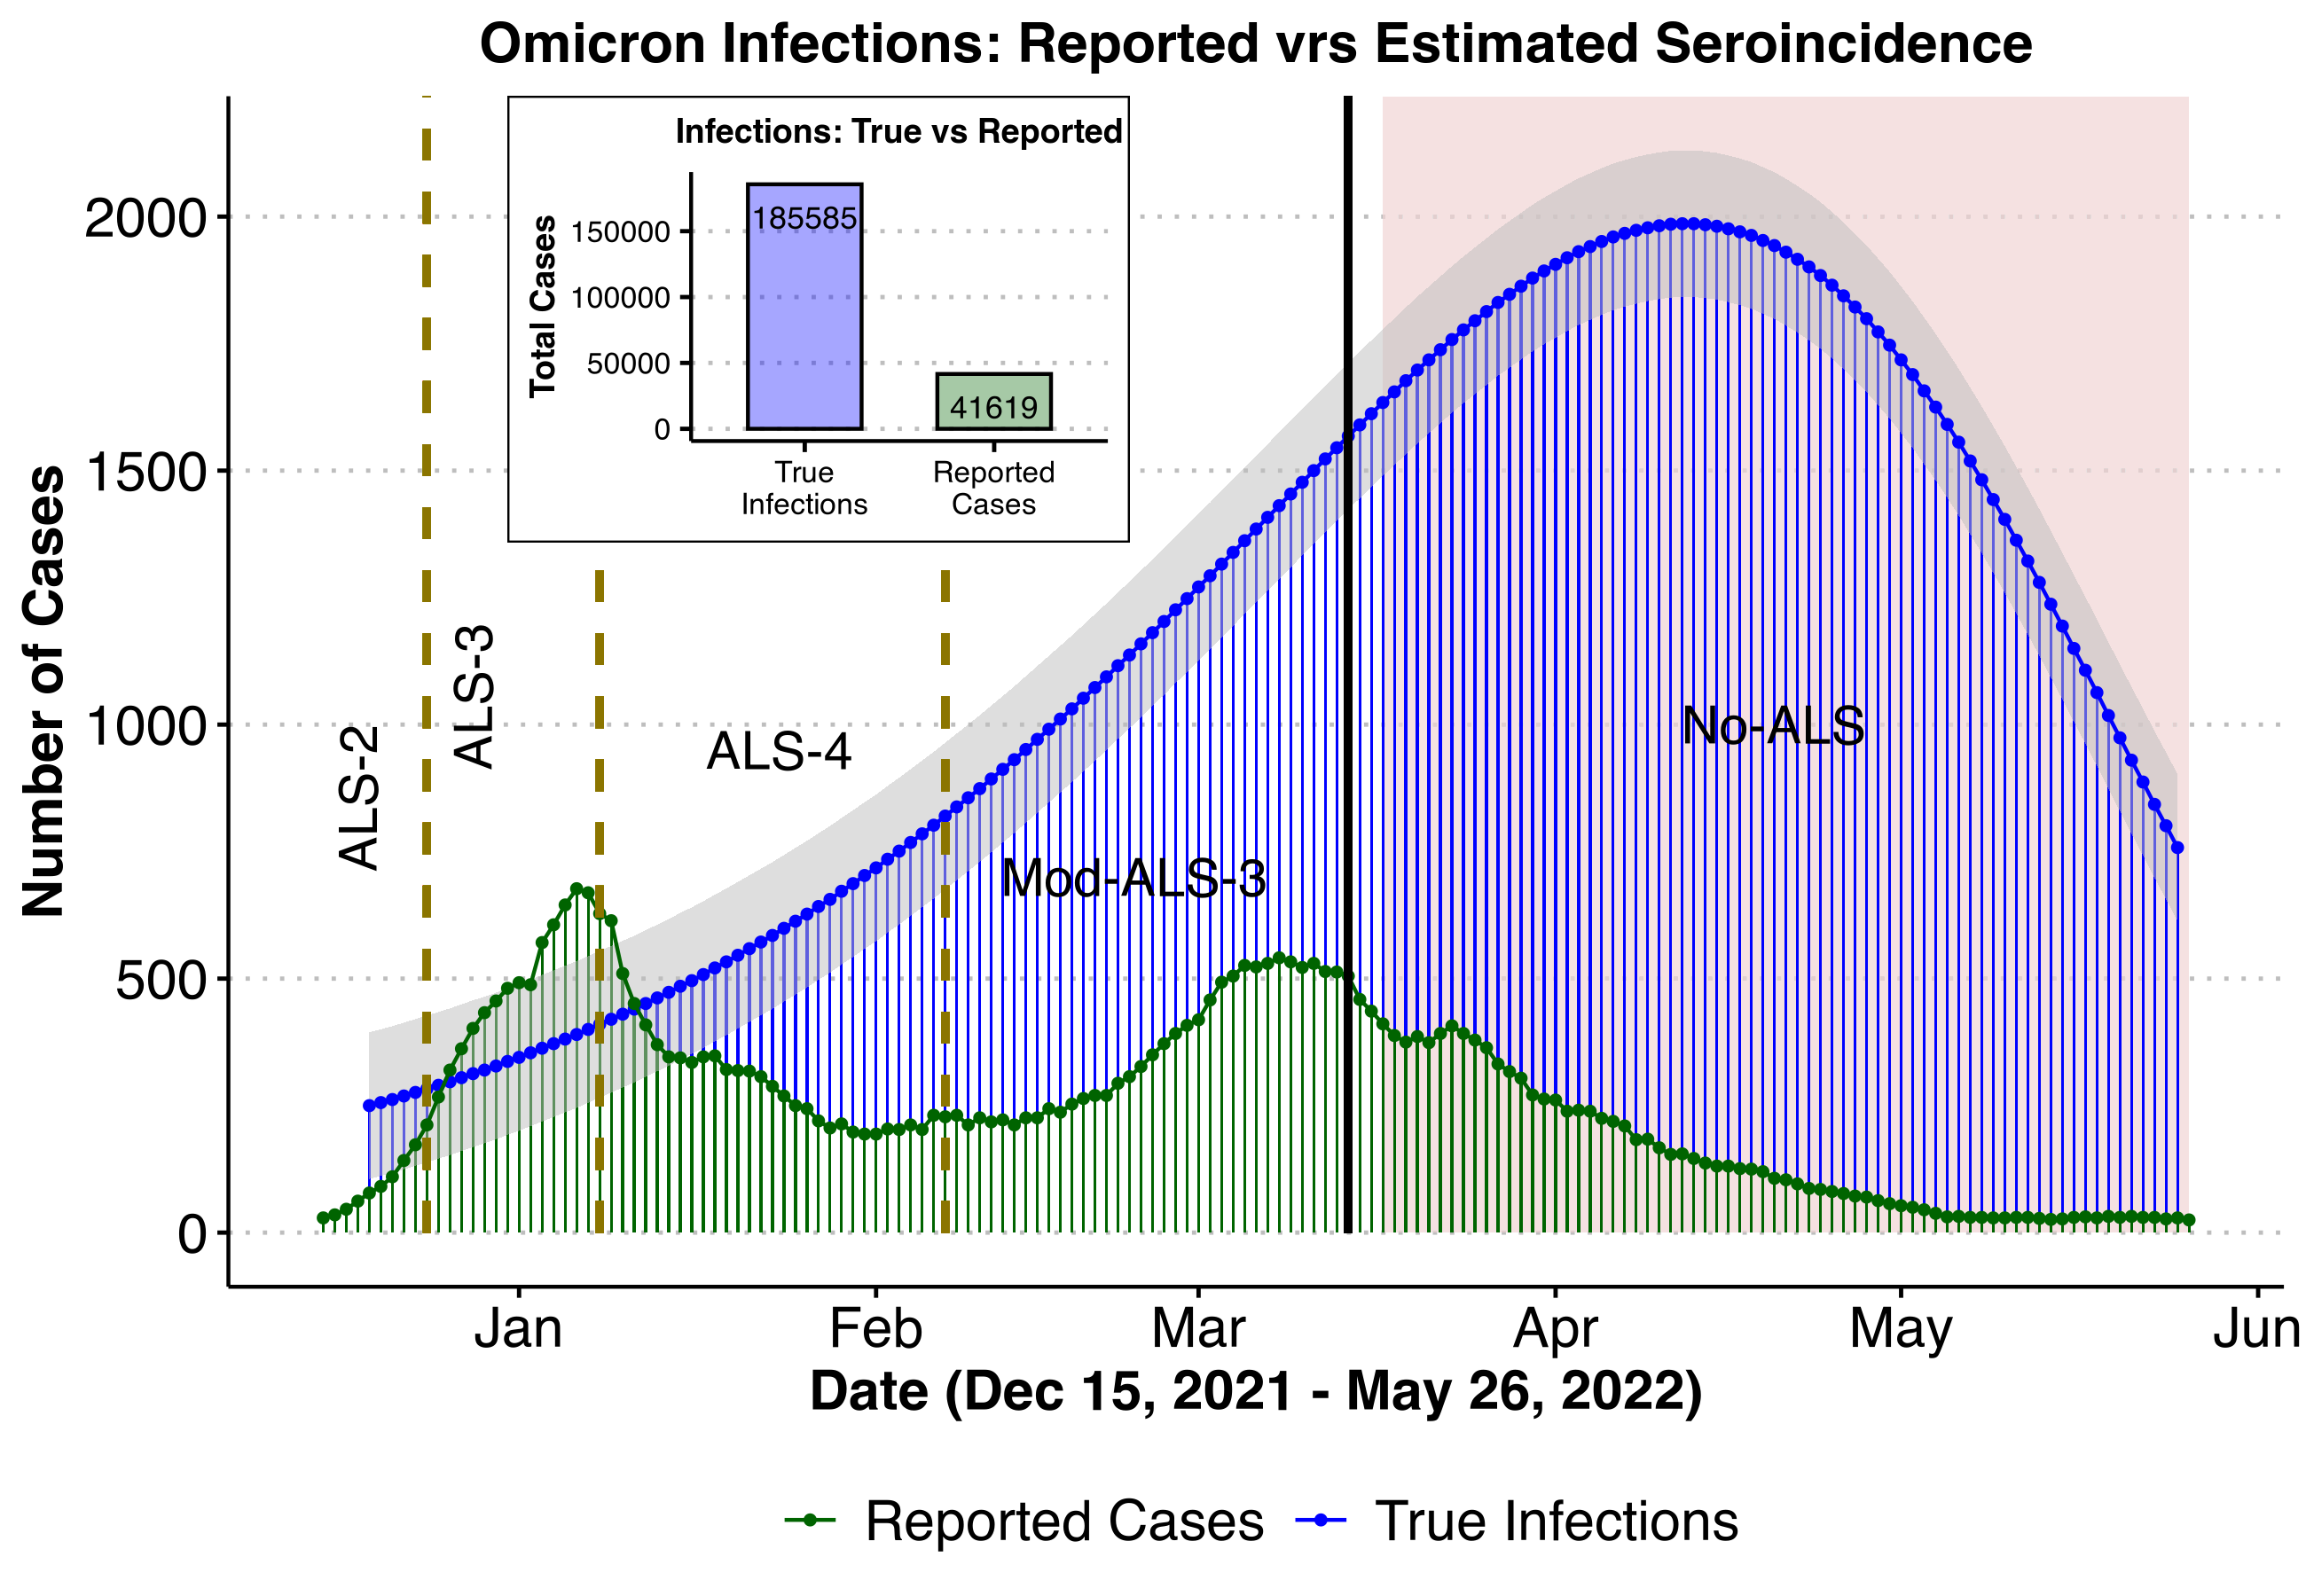 Omicron Infections: Reported vrs Estimated Seroincidence
Number of Cases
2000
1500
1000
500
0
Infections: True vs Reported
Total Cases
150000
100000
50000
0
185585
41619
True
Infections
Reported
Cases
ALS-2
ALS-3
ALS-4
Mod-ALS-3
No-ALS
Jan
Feb
Mar
Apr
May
Jun
Date (Dec 15, 2021 - May 26, 2022)
Reported Cases
True Infections